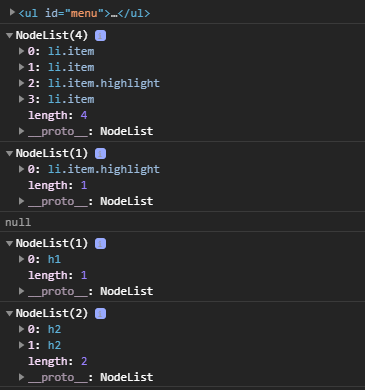 <ul id="menu">…</ul>
NodeList(4) i
0: li.item
1: li.item
2: li.item.highlight
3: li.item
length: 4
__proto__: NodeList
NodeList(1) i
0: li.item.highlight
length: 1
__proto__: NodeList
null
NodeList(1) i
0: h1
length: 1
__proto__: NodeList
NodeList(2) i
0: h2
1: h2
length: 2
__proto__: NodeList